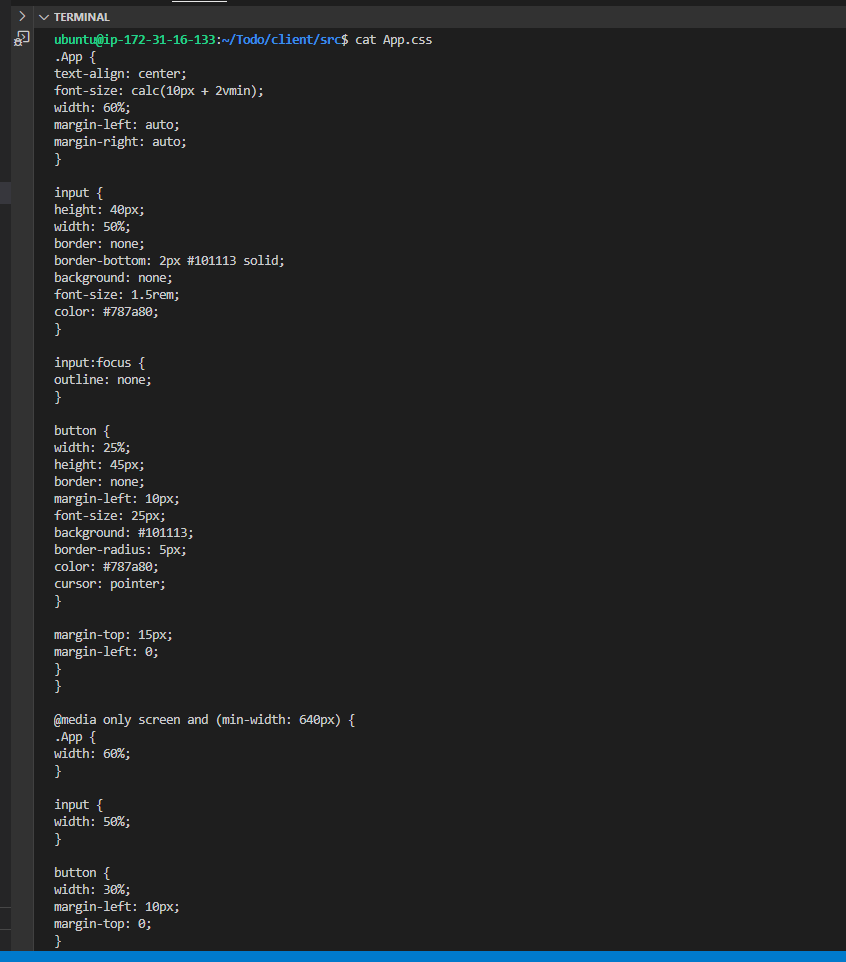 TERMINAL
ubuntu@ip-172-31-16-133:~/Todo/client/src$ cat App.css
.App {
text-align: center;
font-size: calc(10px + 2vmin);
width: 60%;
margin-left: auto;
margin-right: auto;
}
input {
height: 40px;
width: 50%;
border: none;
border-bottom: 2px #101113 solid;
background: none;
font-size: 1.5rem;
color: #787a80;
}
input:focus {
outline: none;
}
button {
width: 25%;
height: 45px;
border: none;
margin-left: 10px;
font-size: 25px;
background: #101113;
border-radius: 5px;
color: #787a80;
cursor: pointer;
}
margin-top: 15px;
margin-left: 0;
}
}
@media only screen and (min-width: 640px) {
.App {
width: 60%;
}
input {
width: 50%;
}
button {
width: 30%;
margin-left: 10px;
margin-top: 0;
}